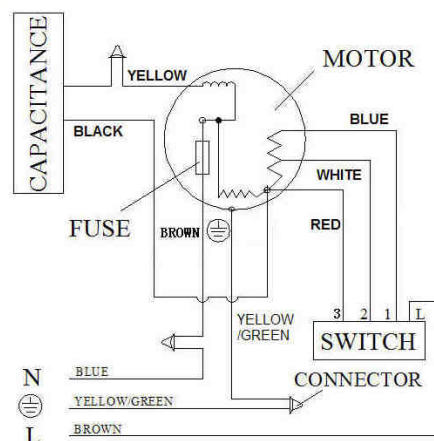 CAPACITANCE
YELLOW
MOTOR
BLACK
BLUE
WHITE
FUSE
BROWN
RED
YELLOW
/GREEN
3 2 1 L
SWITCH
CONNECTOR
N BLUE
YELLOW/GREEN
L BROWN